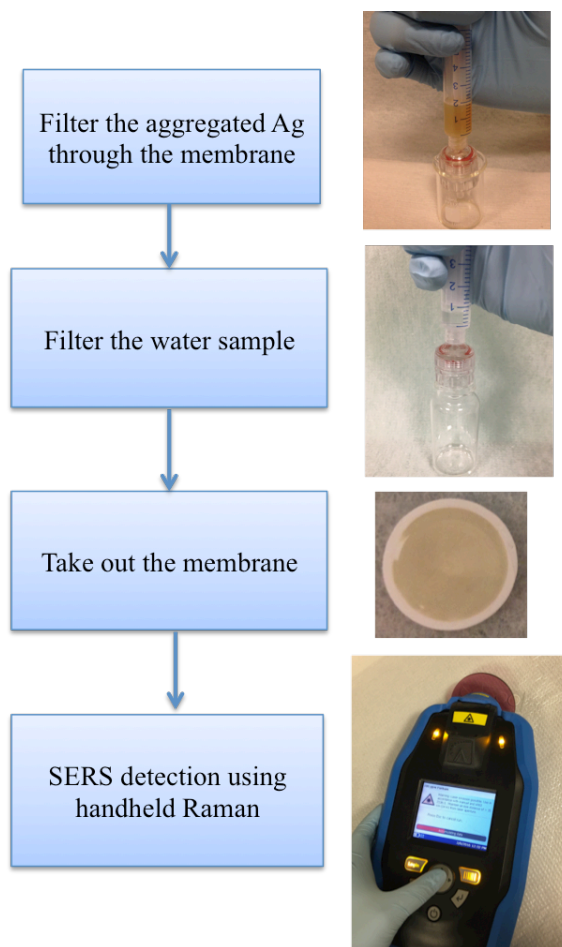 Filter the aggregated Ag
through the membrane
Filter the water sample
Take out the membrane
SERS detection using
handheld Raman